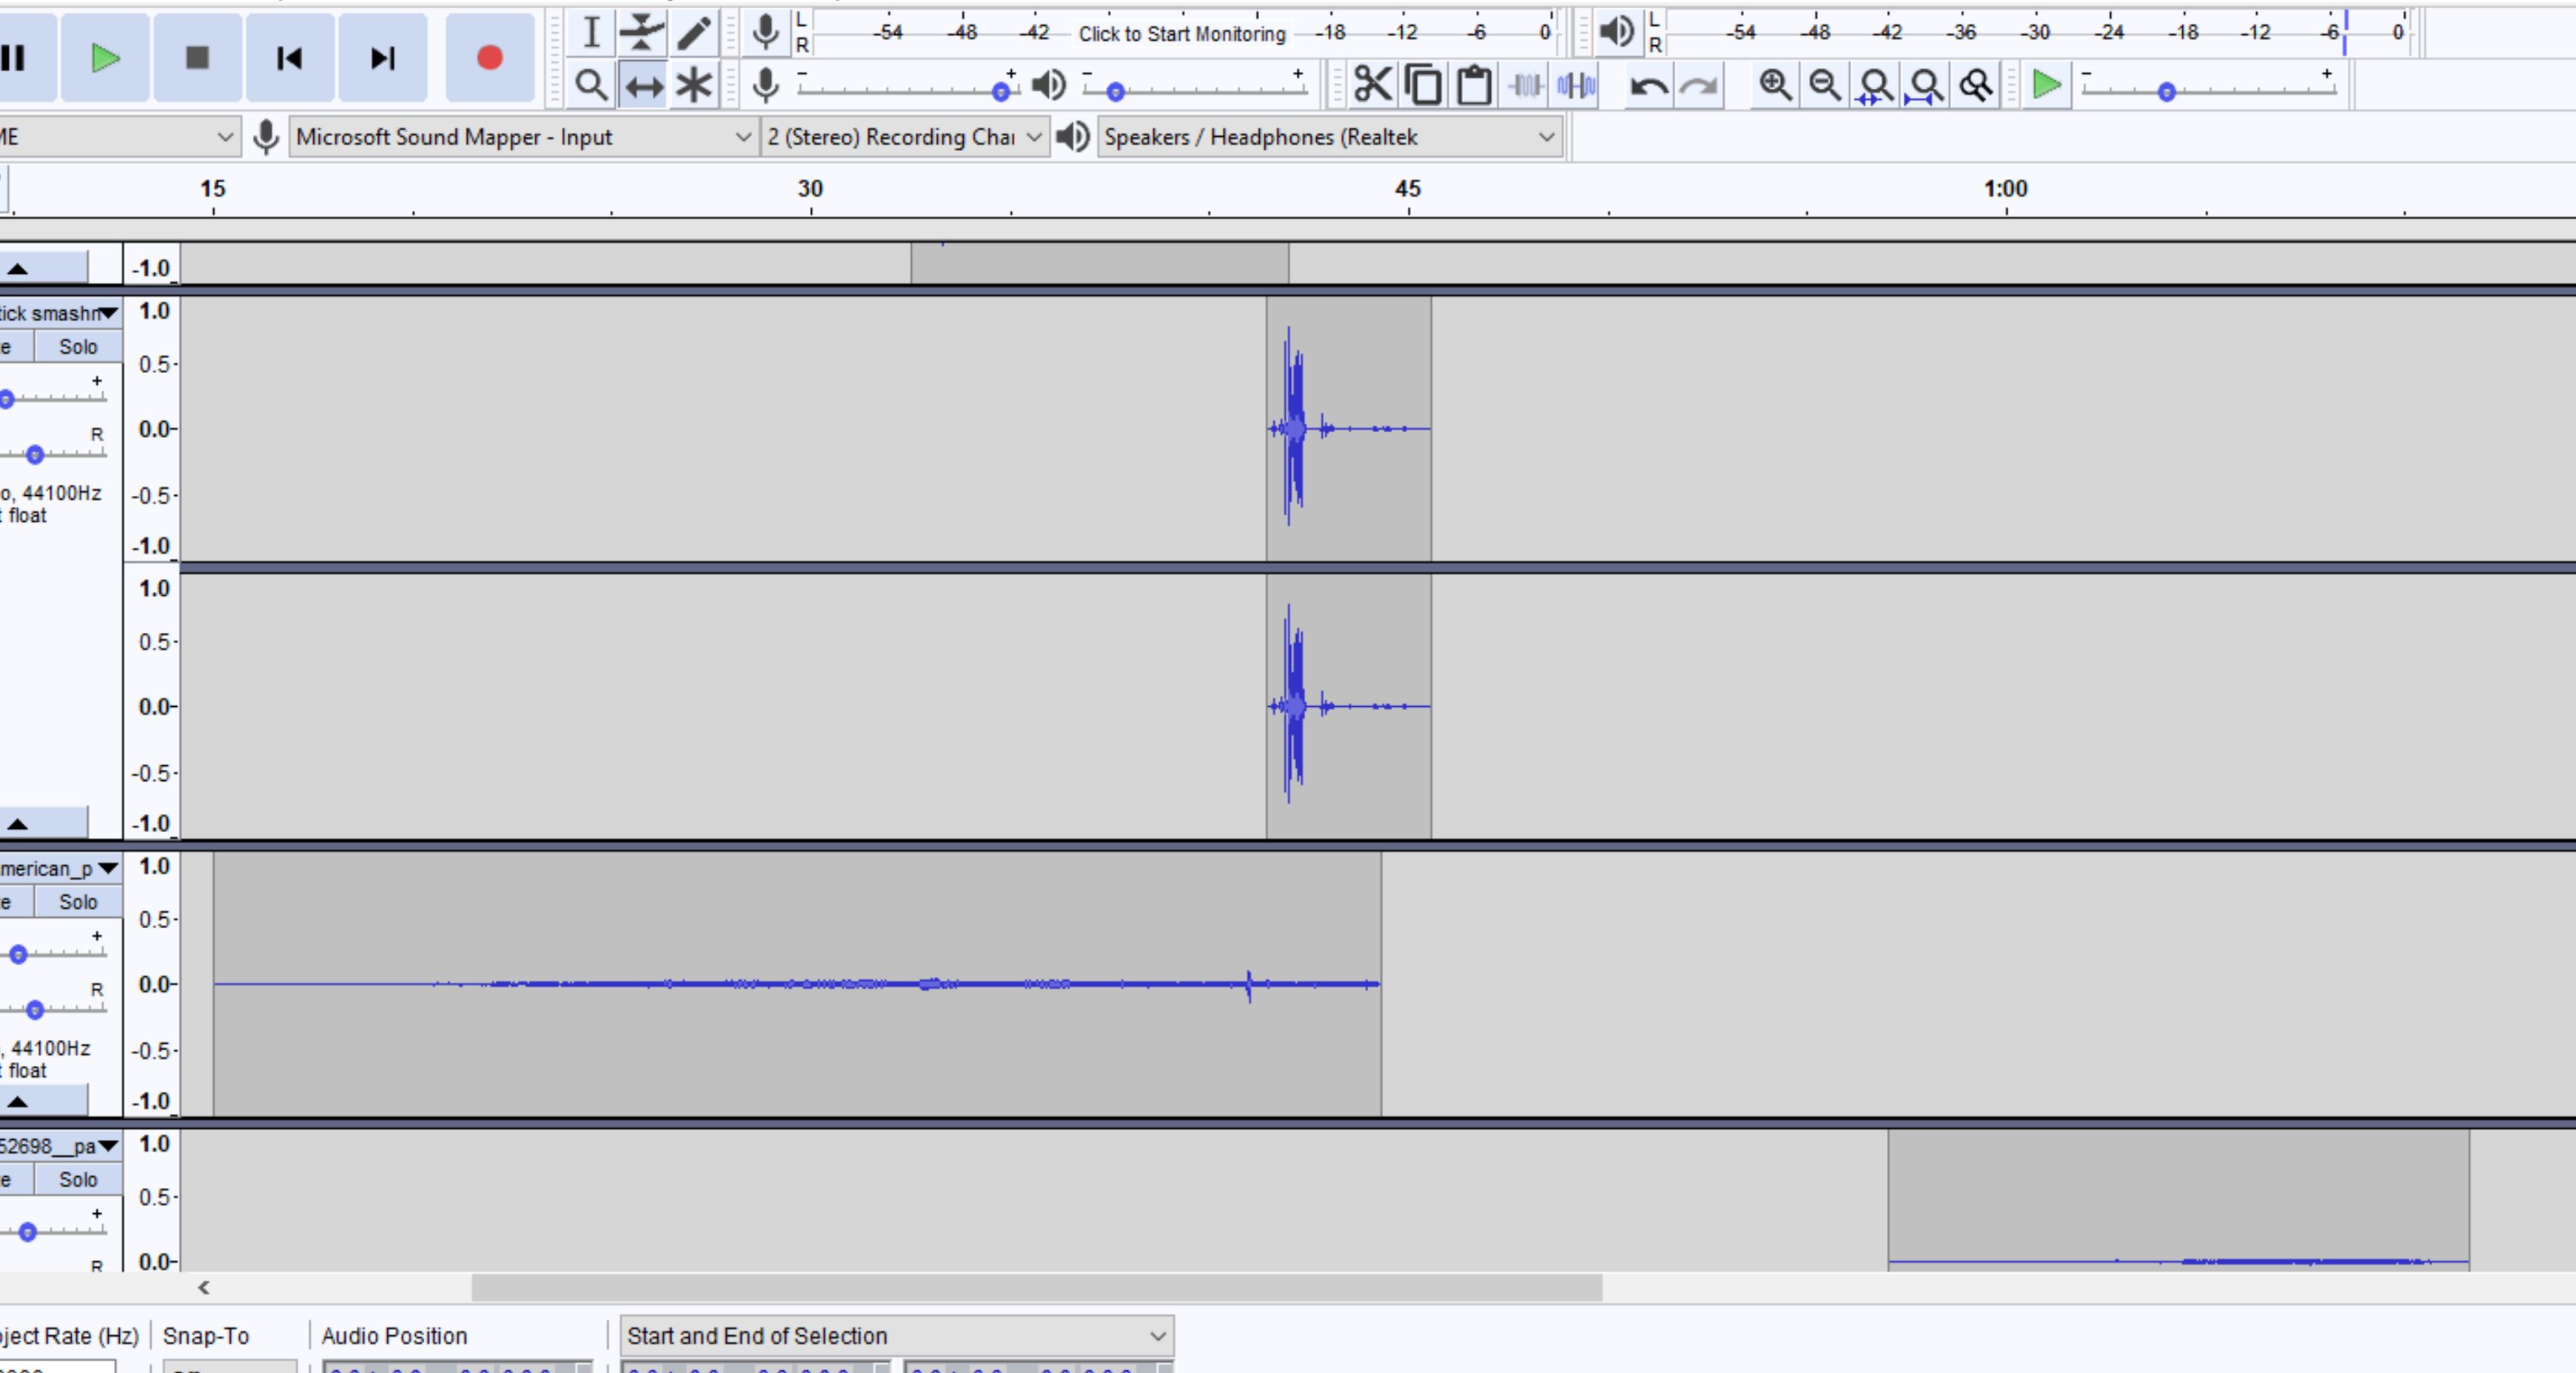 L
R
-54 -48 -42 Click to Start Monitoring -18 -12 -6 0
L
R
-54 -48 -42 -36 -30 -24 -18 -12 -6 0
- +
- +
- +
ME
Microsoft Sound Mapper - Input
2 (Stereo) Recording Char
Speakers / Headphones (Realtek
15 30 45 1:00
-1.0
tick smashr
Solo
+
R
o, 44100Hz
t float
1.0
0.5
0.0
-0.5
-1.0
1.0
0.5
0.0
-0.5
-1.0
merican_p
Solo
+
R
, 44100Hz
t float
1.0
0.5
0.0
-0.5
-1.0
52698__pa
Solo
+
R
1.0
0.5
0.0
oject Rate (Hz)
Snap-To
Audio Position
Start and End of Selection